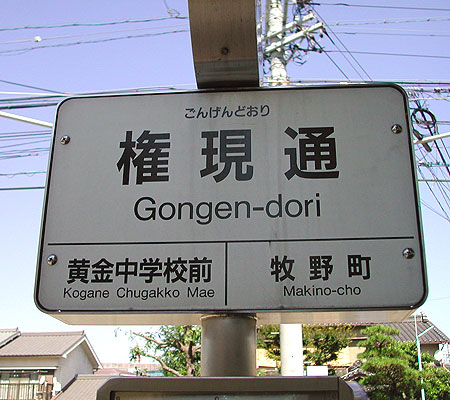 ごんげんどおり
権現通
Gongen-dori
黄金中学校前
Kogane Chugakko Mae
牧野町
Makino-cho